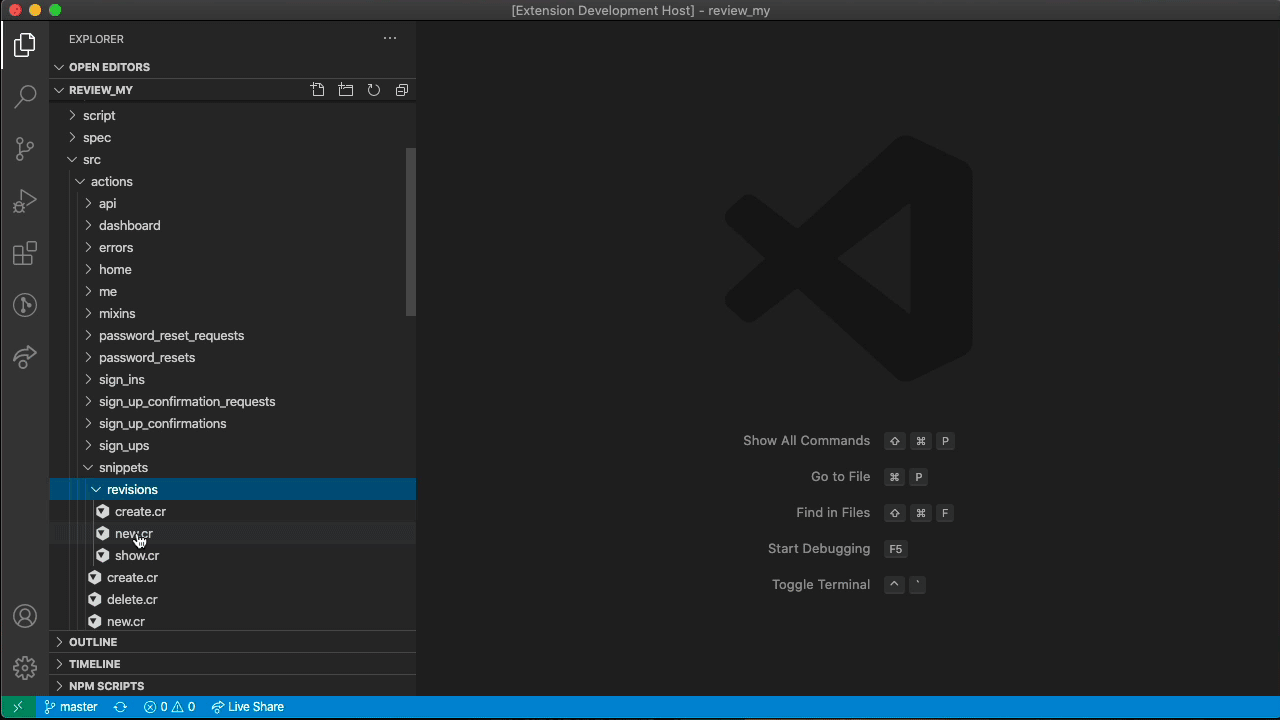 [Extension Development Host] - review_my
EXPLORER
OPEN EDITORS
REVIEW_MY
script
spec
src
actions
api
dashboard
errors
home
me
mixins
password_reset_requests
password_resets
sign_ins
sign_up_confirmation_requests
sign_up_confirmations
sign_ups
snippets
revisions
create.cr
new.cr
show.cr
create.cr
delete.cr
new.cr
OUTLINE
TIMELINE
NPM SCRIPTS
Show All Commands ⇧ ⌘ P
Go to File ⌘ P
Find in Files ⇧ ⌘ F
Start Debugging F5
Toggle Terminal ^ `
master 0 0 Live Share